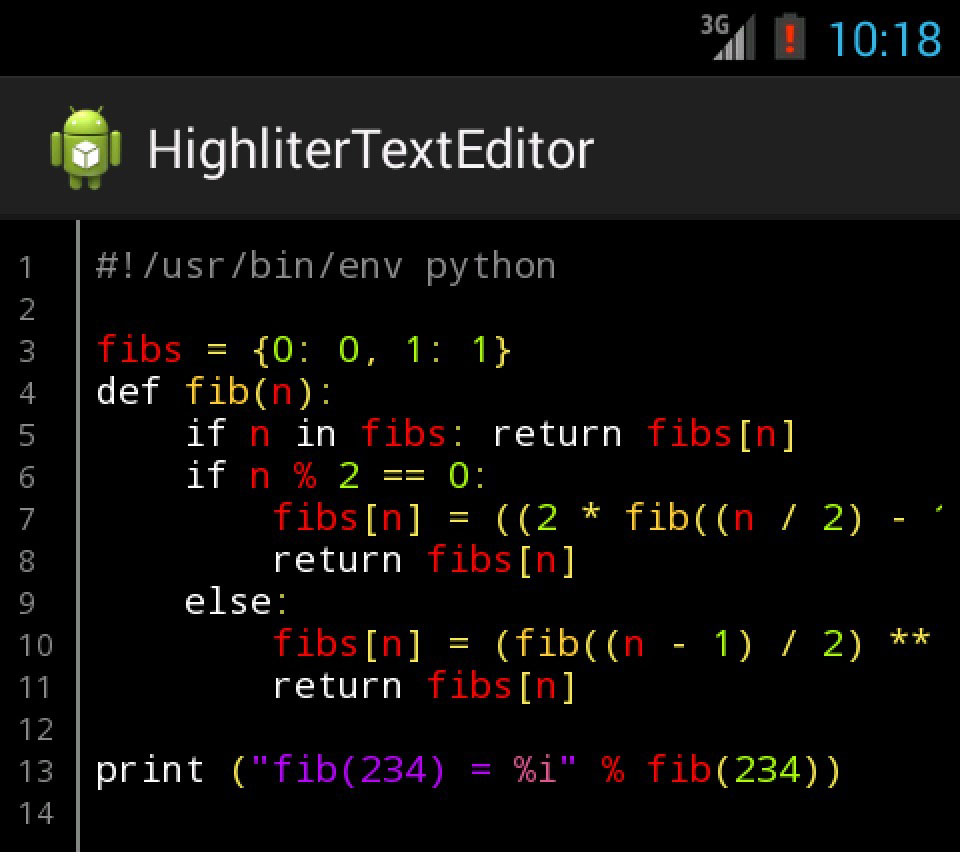 3G 10:18
HighliterTextEditor
1 #!/usr/bin/env python
2
3 fibs = {0: 0, 1: 1}
4 def fib(n):
5     if n in fibs: return fibs[n]
6     if n % 2 == 0:
7         fibs[n] = ((2 * fib((n / 2) -
8         return fibs[n]
9     else:
10         fibs[n] = (fib((n - 1) / 2) **
11         return fibs[n]
12
13 print ("fib(234) = %i" % fib(234))
14